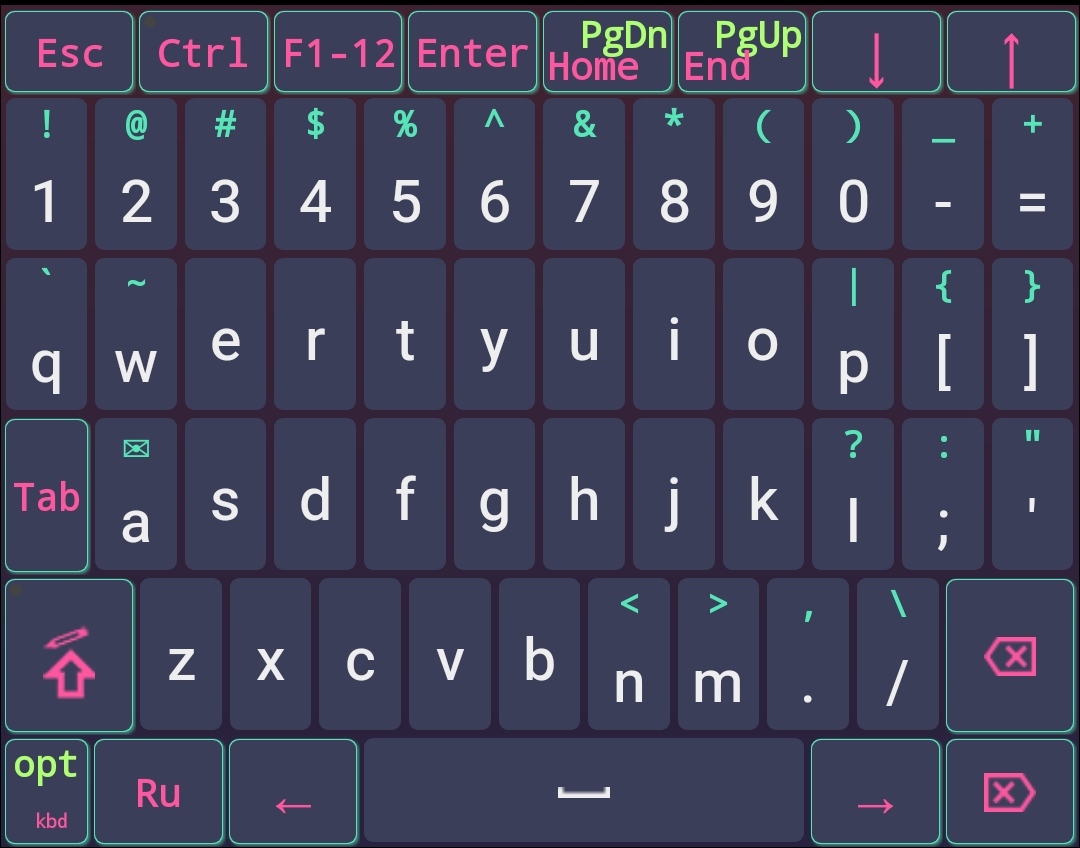 Esc Ctrl F1-12 Enter PgDn Home PgUp End ↓ ↑
! @ # $ % ^ & * ( ) _ +
1 2 3 4 5 6 7 8 9 0 - =
` ~ | { }
q w e r t y u i o p [ ]
✉ ? : "
Tab a s d f g h j k l ; '
< > , \
z x c v b n m . /
opt
kbd Ru ← →